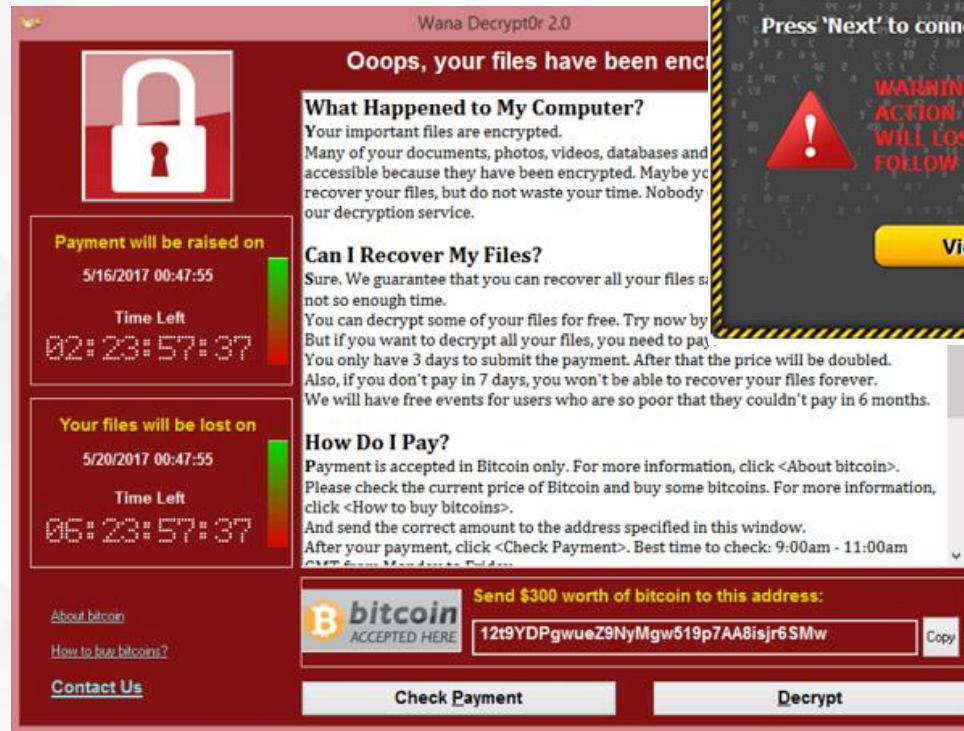 Wana Decrypt0r 2.0
Ooops, your files have been
What Happened to My Computer?
Your important files are encrypted.
Many of your documents, photos, videos, databases and
accessible because they have been encrypted. Maybe
recover your files, but do not waste your time. Nobody
our decryption service.
Can I Recover My Files?
Sure. We guarantee that you can recover all your files
not so enough time.
You can decrypt some of your files for free. Try now by
But if you want to decrypt all your files, you need to pay.
You only have 3 days to submit the payment. After that the price will be doubled.
Also, if you don't pay in 7 days, you won't be able to recover your files forever.
We will have free events for users who are so poor that they couldn't pay in 6 months.
How Do I Pay?
Payment is accepted in Bitcoin only. For more information, click <About bitcoin>.
Please check the current price of Bitcoin and buy some bitcoins. For more information,
click <How to buy bitcoins>.
And send the correct amount to the address specified in this window.
After your payment, click <Check Payment>. Best time to check: 9:00am - 11:00am
GMT from Monday to Friday
Payment will be raised on
5/16/2017 00:47:55
Time Left
02:23:57:37
Your files will be lost on
5/20/2017 00:47:55
Time Left
06:23:57:37
About bitcoin
How to buy bitcoins?
Contact Us
bitcoin
ACCEPTED HERE
Send $300 worth of bitcoin to this address:
12t9YDPgwueZ9NyMgw519p7AA8isjr6SMw
Copy
Check Payment
Decrypt
Press 'Next' to
WARNING
ACTION
WILL
FOLLOW